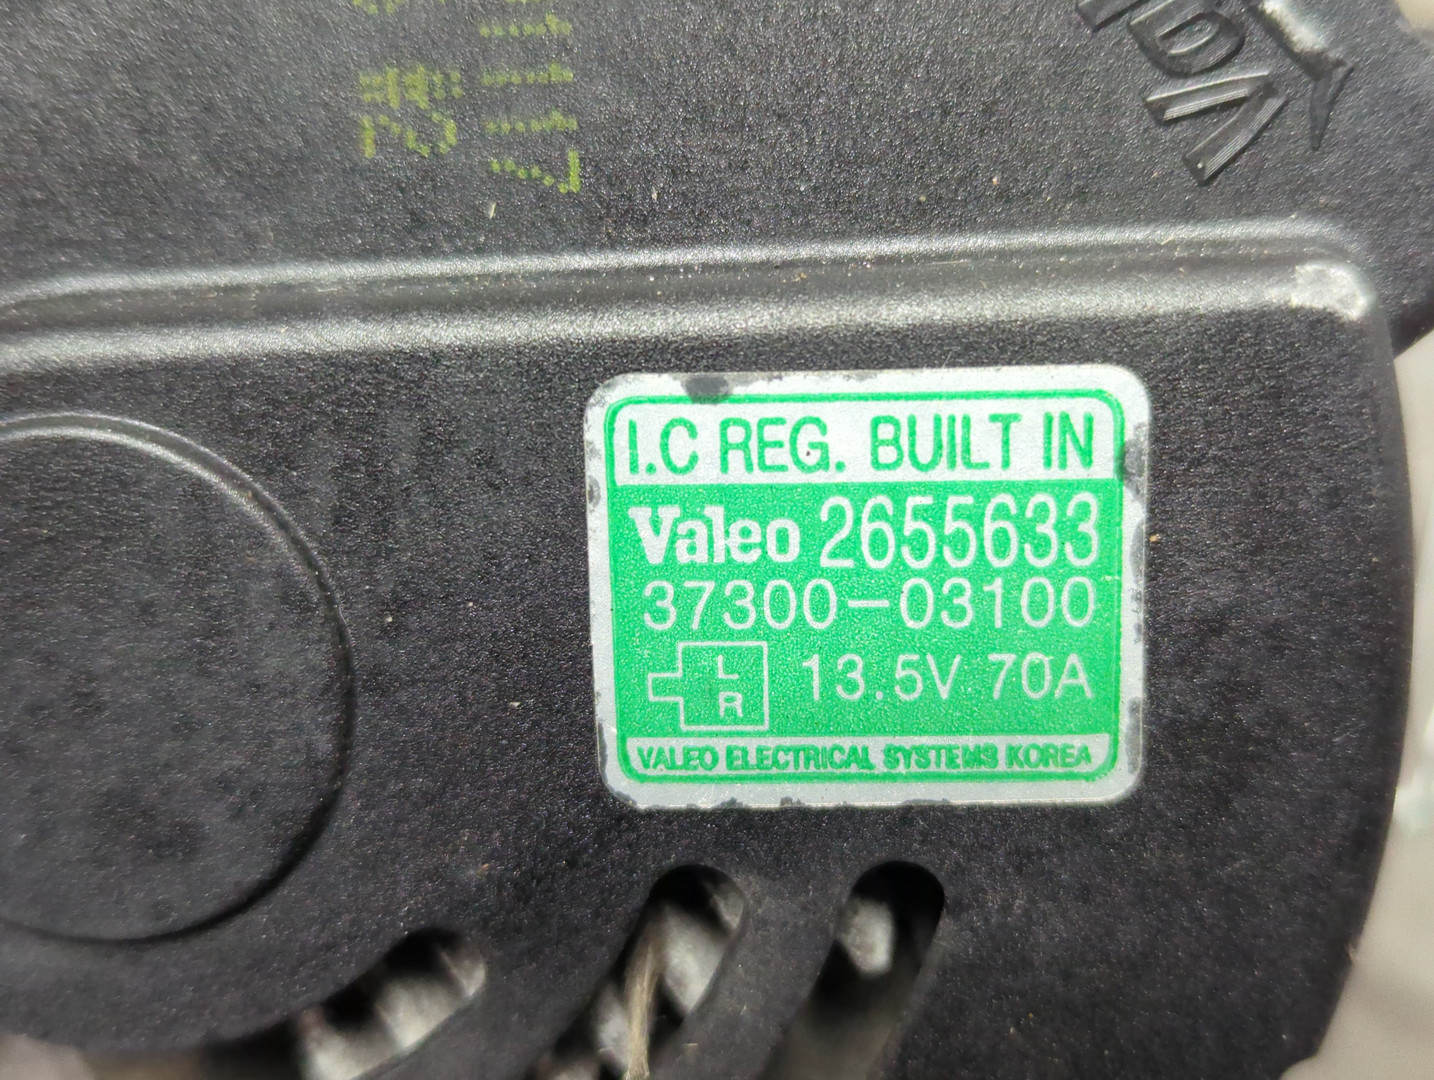 I.C REG. BUILT IN
Valeo 2655633
37300-03100
L
R
13.5V 70A
VALEO ELECTRICAL SYSTEMS KOREA